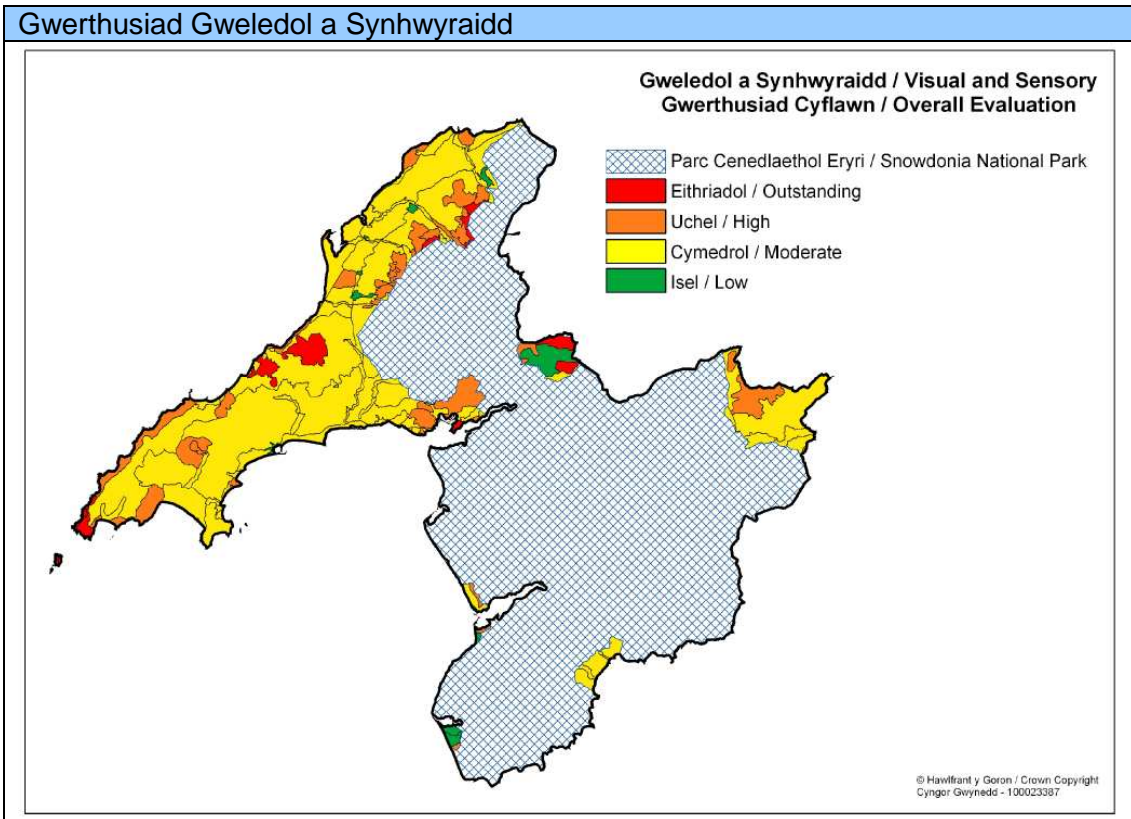 Gwerthusiad Gweledol a Synhwyraidd
Gweledol a Synhwyraidd / Visual and Sensory
Gwerthusiad Cyflawn / Overall Evaluation
Parc Cenedlaethol Eryri / Snowdonia National Park
Eithriadol / Outstanding
Uchel / High
Cymedrol / Moderate
Isel / Low
© Hawlfrant y Goron / Crown Copyright
Cyngor Gwynedd - 100023387